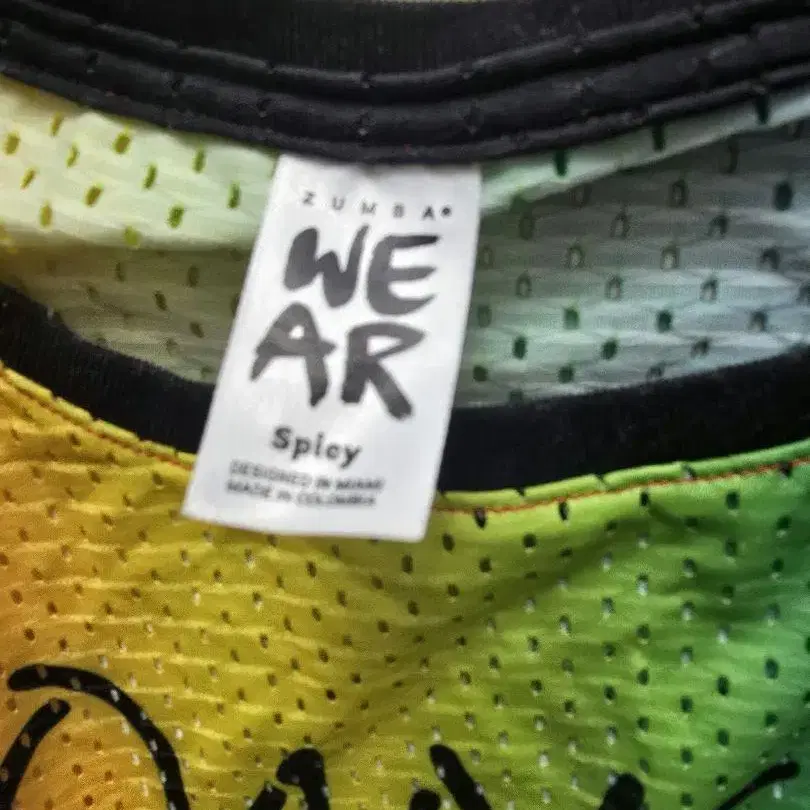 ZUMBA®
WE
AR
Spicy
DESIGNED IN MIAMI
MADE IN COLOMBIA